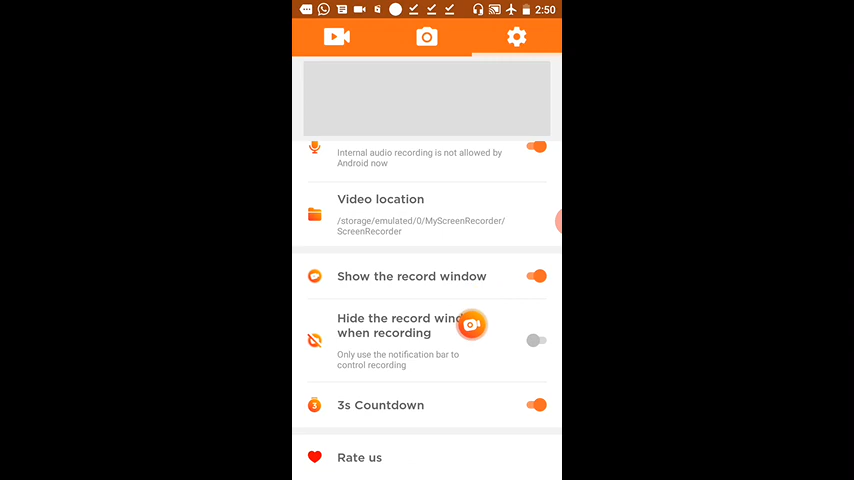 2:50
Internal audio recording is not allowed by
Android now
Video location
/storage/emulated/0/MyScreenRecorder/
ScreenRecorder
Show the record window
Hide the record wind
when recording
Only use the notification bar to
control recording
3
3s Countdown
Rate us